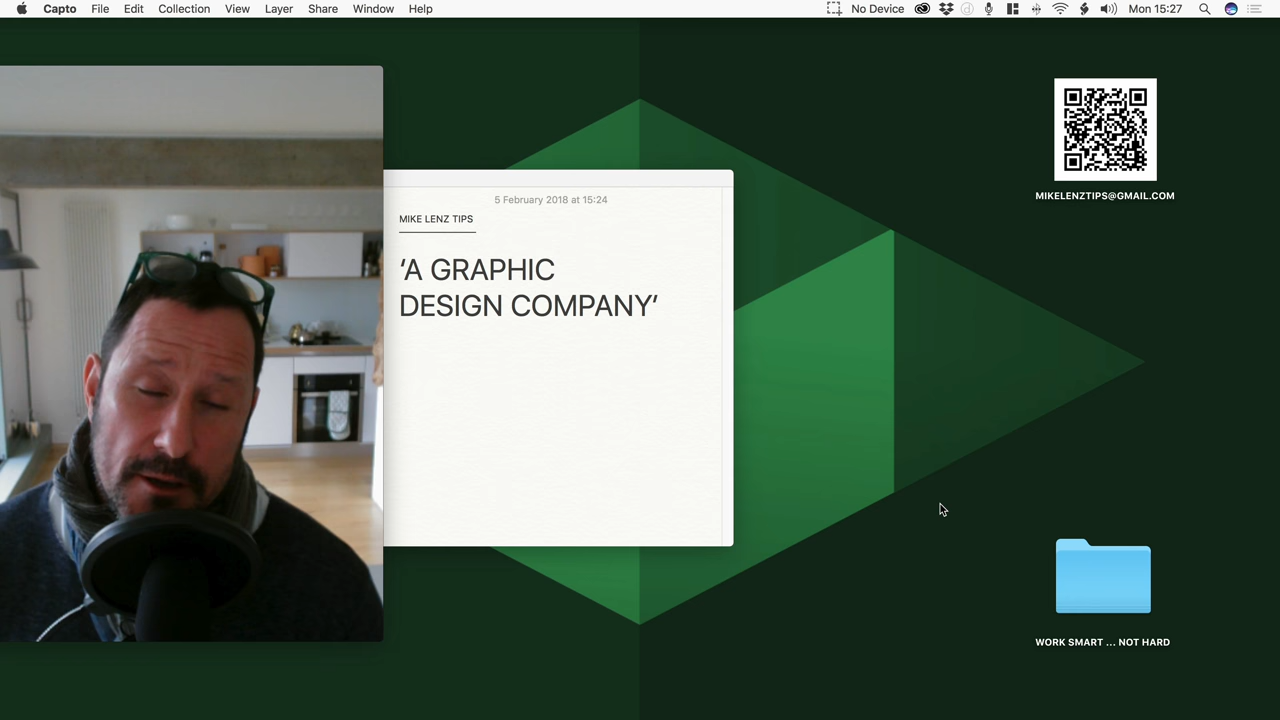 Capto File Edit Collection View Layer Share Window Help No Device Mon 15:27
MIKELENZTIPS@GMAIL.COM
5 February 2018 at 15:24
MIKE LENZ TIPS
‘A GRAPHIC
DESIGN COMPANY’
WORK SMART ... NOT HARD